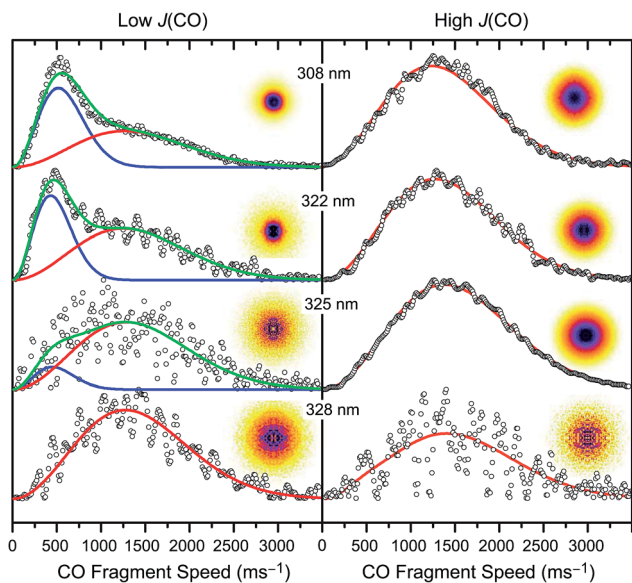 Low J(CO) High J(CO)
308 nm
322 nm
325 nm
328 nm
0 500 1000 1500 2000 2500 3000 0 500 1000 1500 2000 2500 3000
CO Fragment Speed (ms⁻¹) CO Fragment Speed (ms⁻¹)